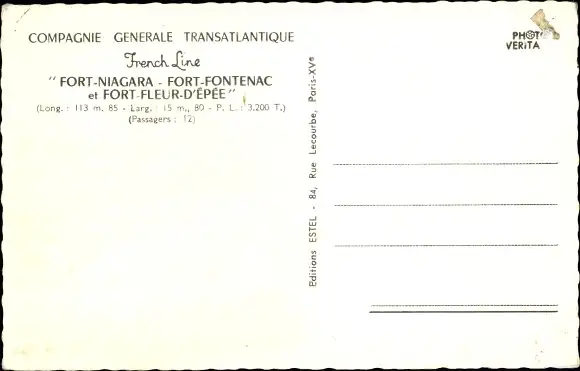 COMPAGNIE GENERALE TRANSATLANTIQUE
French Line
" FORT-NIAGARA - FORT-FONTENAC
et FORT-FLEUR-D'ÉPÉE "
(Long. : 113 m. 85 - Larg. : 15 m., 80 - P. L. : 3.200 T.)
(Passagers : 12)
Editions ESTEL - 84, Rue Lecourbe, Paris-XVe
VERITA